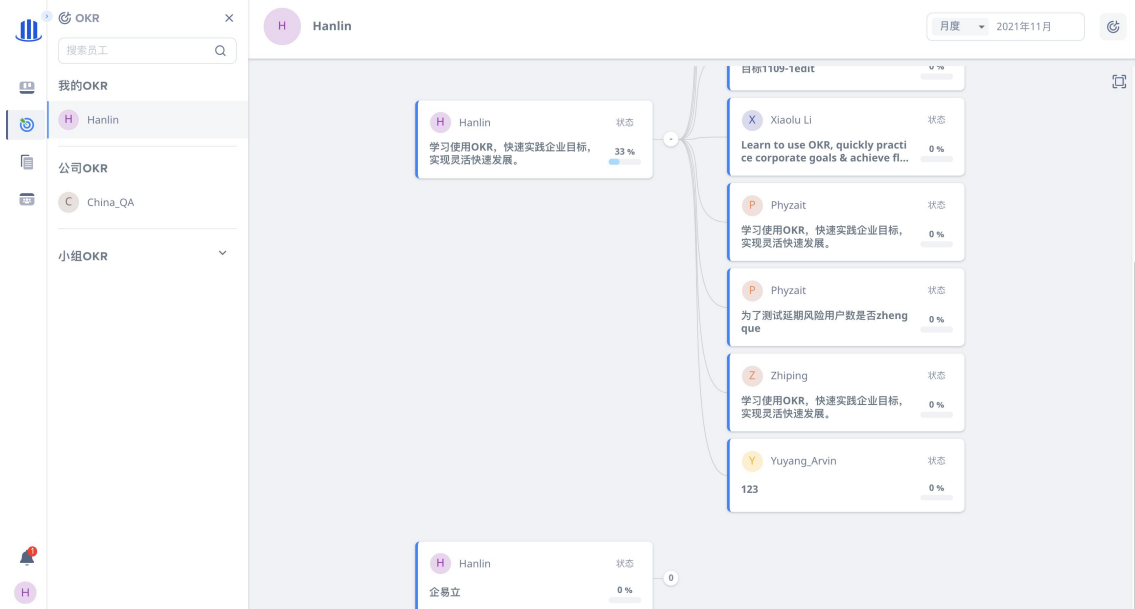 OKR
搜索员工
我的OKR
H Hanlin
公司OKR
C China_QA
小组OKR
1
H
H Hanlin
月度 2021年11月
目标1109-1edit
0 %
H Hanlin 状态
学习使用OKR，快速实践企业目标，
实现灵活快速发展。
33 %
-
X Xiaolu Li 状态
Learn to use OKR, quickly practi
ce corporate goals & achieve fl...
0 %
P Phyzait 状态
学习使用OKR，快速实践企业目标，
实现灵活快速发展。
0 %
P Phyzait 状态
为了测试延期风险用户数是否zheng
que
0 %
Z Zhiping 状态
学习使用OKR，快速实践企业目标，
实现灵活快速发展。
0 %
Y Yuyang_Arvin 状态
123
0 %
H Hanlin 状态
企易立
0 %
0